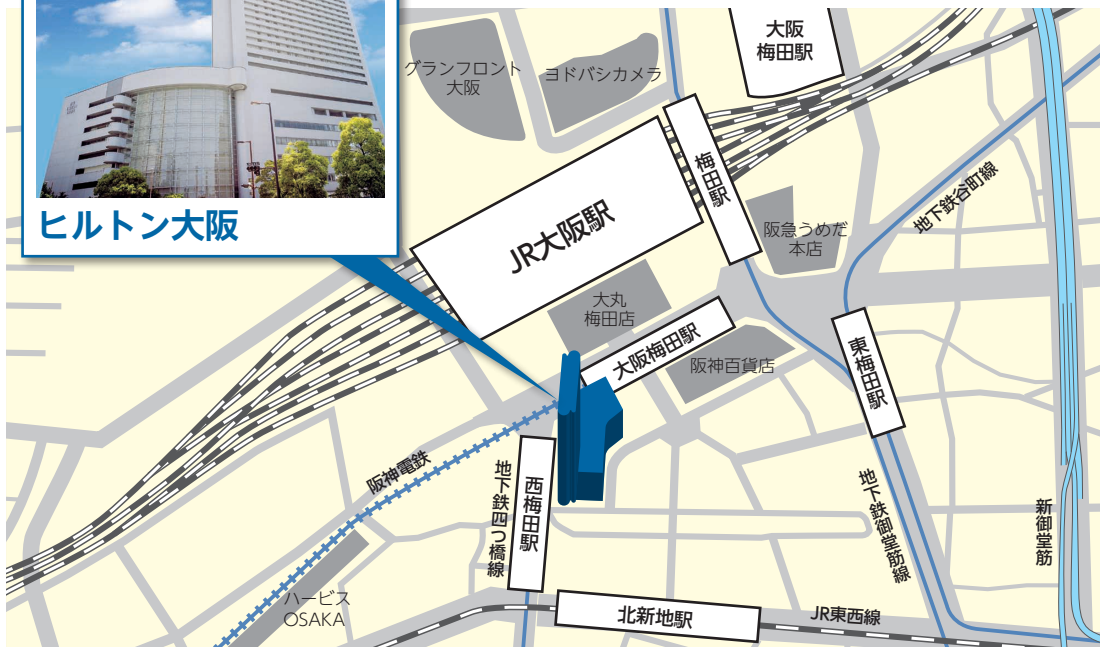 ヒルトン大阪
グランフロント
大阪
ヨドバシカメラ
大阪
梅田駅
梅田駅
JR大阪駅
阪急うめだ
本店
地下鉄谷町線
大丸
梅田店
大阪梅田駅
阪神百貨店
東梅田駅
阪神電鉄
地下鉄四つ橋線
西梅田駅
地下鉄御堂筋線
新御堂筋
ハービス
OSAKA
北新地駅
JR東西線